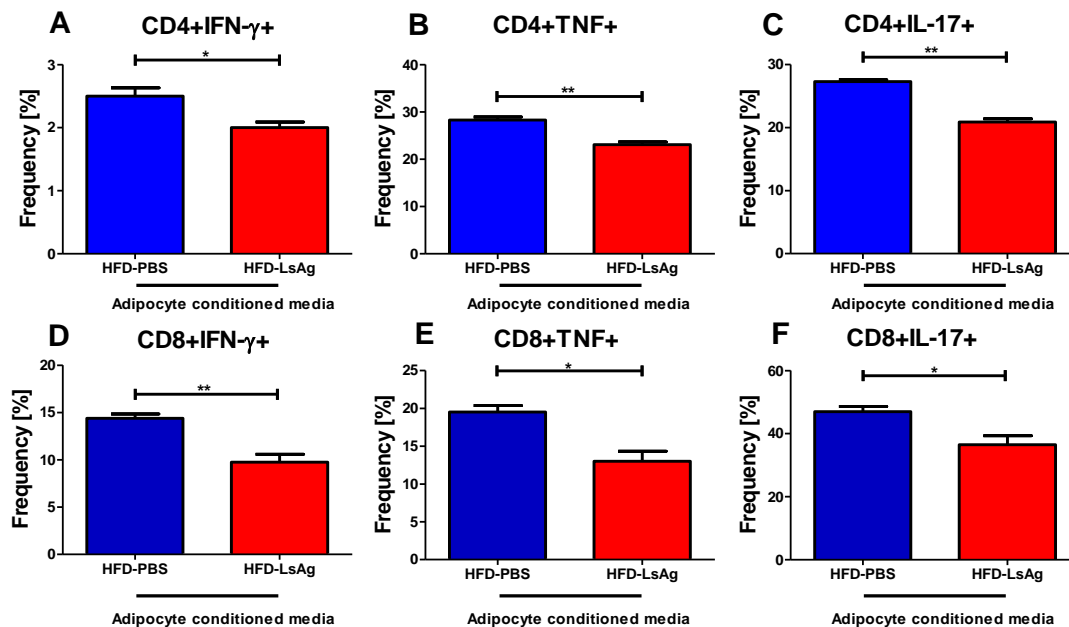 A CD4+IFN-γ+
*
Frequency [%]
3
2
1
0
HFD-PBS HFD-LsAg
Adipocyte conditioned media
B CD4+TNF+
**
Frequency [%]
40
30
20
10
0
HFD-PBS HFD-LsAg
Adipocyte conditioned media
C CD4+IL-17+
**
Frequency [%]
30
20
10
0
HFD-PBS HFD-LsAg
Adipocyte conditioned media
D CD8+IFN-γ+
**
Frequency [%]
20
15
10
5
0
HFD-PBS HFD-LsAg
Adipocyte conditioned media
E CD8+TNF+
*
Frequency [%]
25
20
15
10
5
0
HFD-PBS HFD-LsAg
Adipocyte conditioned media
F CD8+IL-17+
*
Frequency [%]
60
40
20
0
HFD-PBS HFD-LsAg
Adipocyte conditioned media